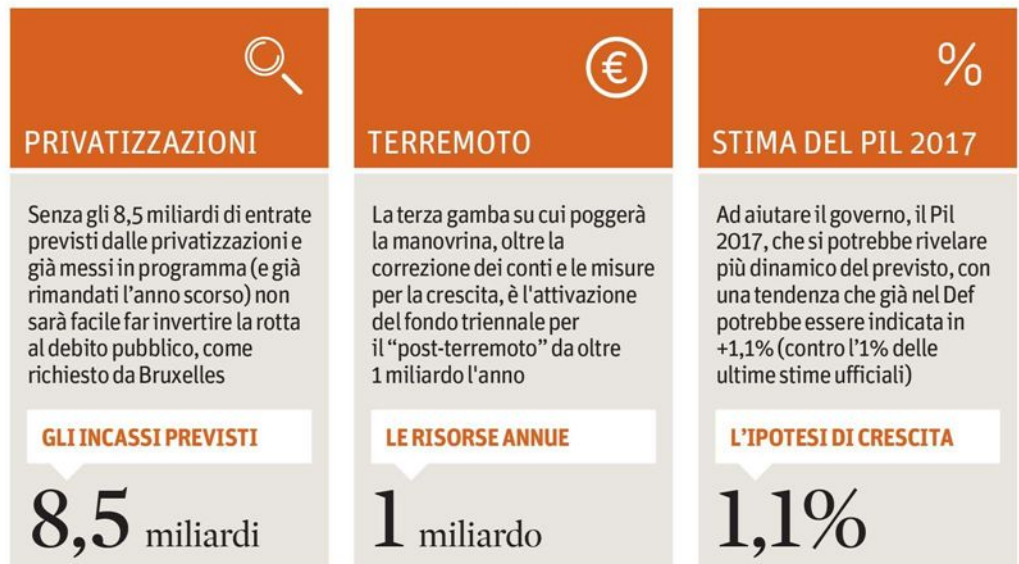 %
€
PRIVATIZZAZIONI
Senza gli 8,5 miliardi di entrate
previsti dalle privatizzazioni e
già messi in programma (e già
rimandati l'anno scorso) non
sarà facile far invertire la rotta
al debito pubblico, come
richiesto da Bruxelles
GLI INCASSI PREVISTI
8,5 miliardi
TERREMOTO
La terza gamba su cui poggerà
la manovrina, oltre la
correzione dei conti e le misure
per la crescita, è l'attivazione
del fondo triennale per
il “post-terremoto” da oltre
1 miliardo l'anno
LE RISORSE ANNUE
1 miliardo
STIMA DEL PIL 2017
Ad aiutare il governo, il Pil
2017, che si potrebbe rivelare
più dinamico del previsto, con
una tendenza che già nel Def
potrebbe essere indicata in
+1,1% (contro l'1% delle
ultime stime ufficiali)
L'IPOTESI DI CRESCITA
1,1%